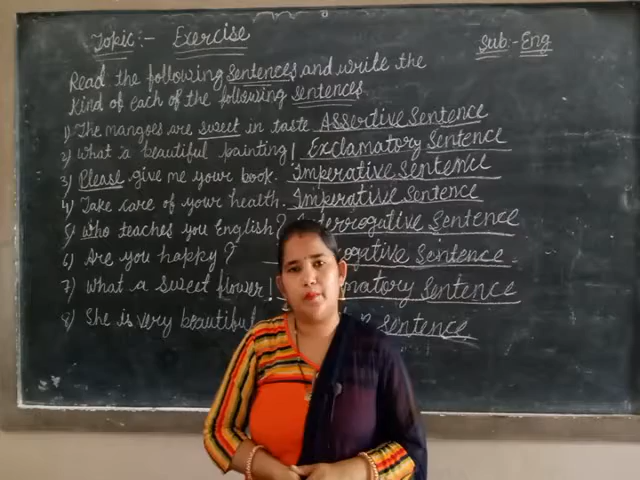 Topic:- Exercise
Sub:- Eng
Read the following sentences and write the
kind of each of the following sentences.
1) The mangoes are sweet in taste Assertive Sentence
2) What a beautiful painting! Exclamatory Sentence
3) Please give me your book. Imperative Sentence
4) Take care of your health. Imperative Sentence
5) Who teaches you English? Sentence
6) Are you happy? Sentence
7) What a sweet flower! Sentence
8) She is very beautiful Sentence